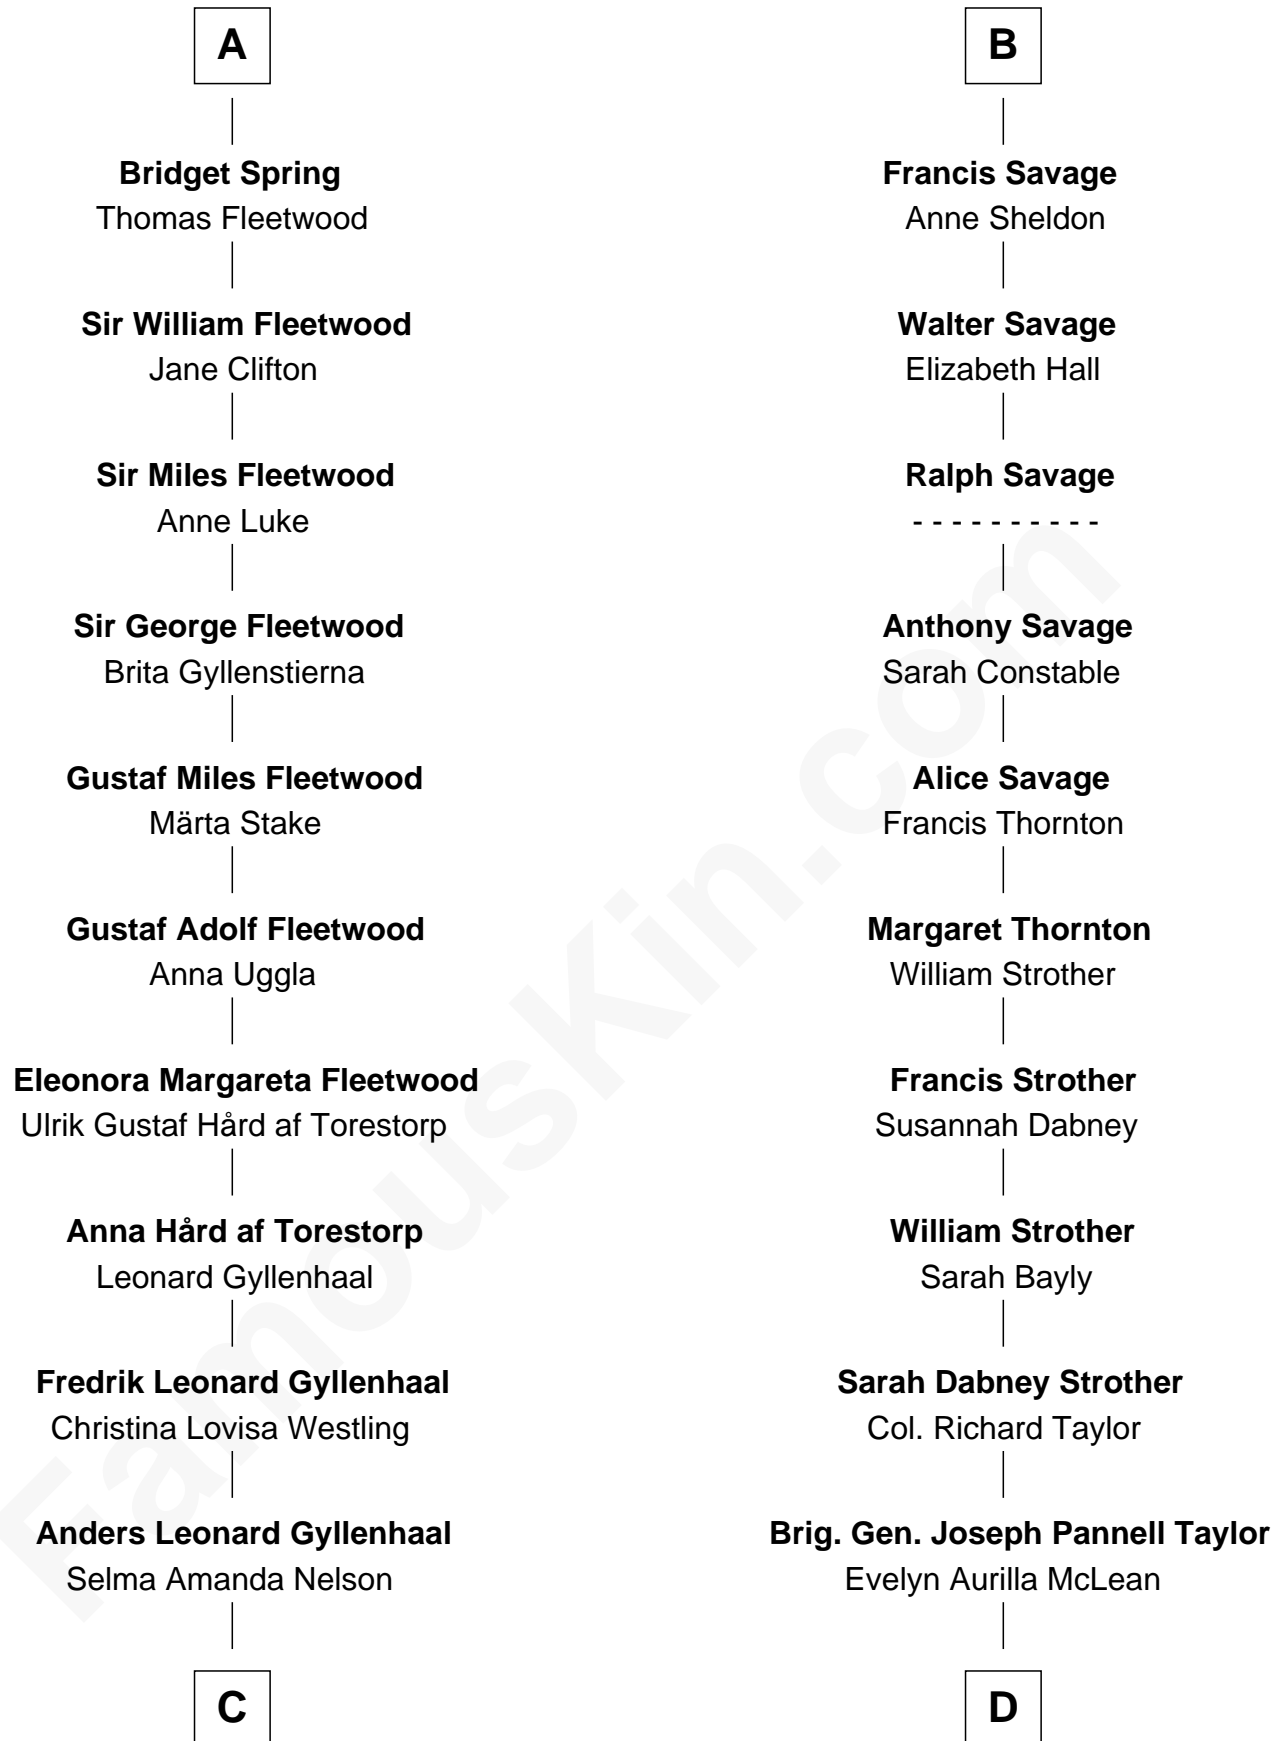 A
Bridget Spring
Thomas Fleetwood
Sir William Fleetwood
Jane Clifton
Sir Miles Fleetwood
Anne Luke
Sir George Fleetwood
Brita Gyllenstierna
Gustaf Miles Fleetwood
Märta Stake
Gustaf Adolf Fleetwood
Anna Uggla
Eleonora Margareta Fleetwood
Ulrik Gustaf Hård af Torestorp
Anna Hård af Torestorp
Leonard Gyllenhaal
Fredrik Leonard Gyllenhaal
Christina Lovisa Westling
Anders Leonard Gyllenhaal
Selma Amanda Nelson
C
B
Francis Savage
Anne Sheldon
Walter Savage
Elizabeth Hall
Ralph Savage
- - - - - - - - - -
Anthony Savage
Sarah Constable
Alice Savage
Francis Thornton
Margaret Thornton
William Strother
Francis Strother
Susannah Dabney
William Strother
Sarah Bayly
Sarah Dabney Strother
Col. Richard Taylor
Brig. Gen. Joseph Pannell Taylor
Evelyn Aurilla McLean
D
FamousKin.com